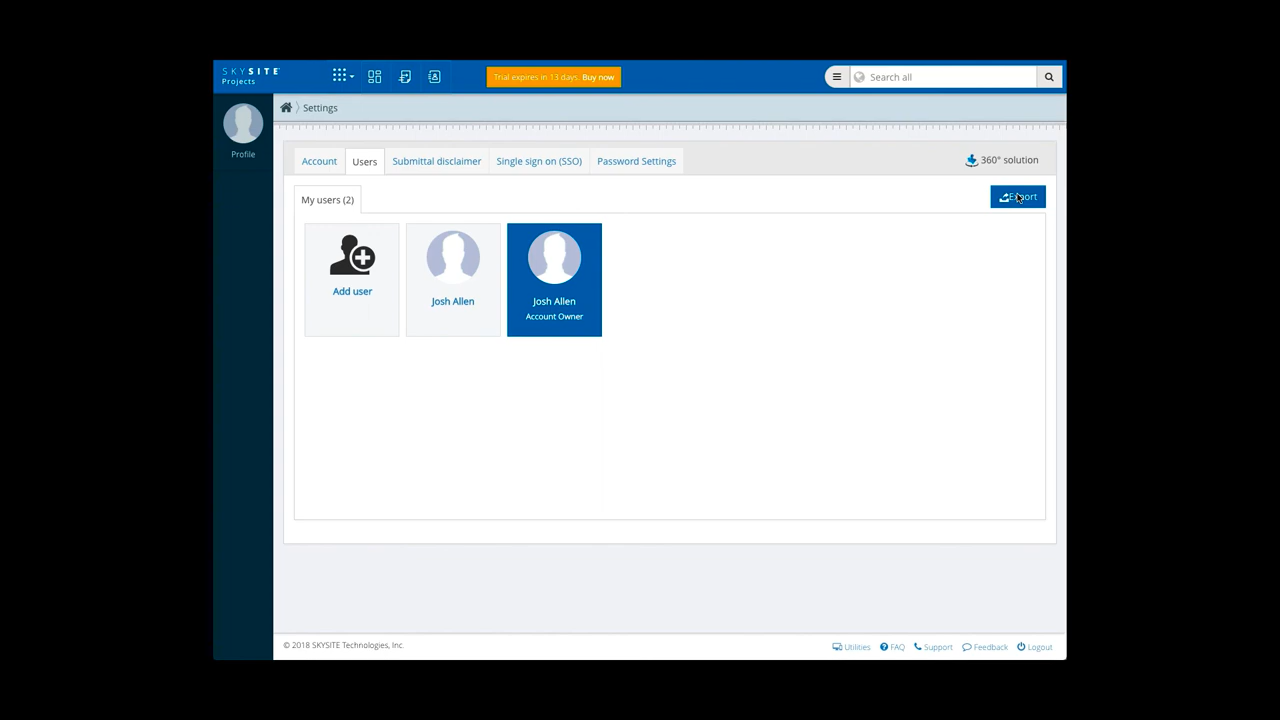 SKYSITE
Projects
Trial expires in 13 days. Buy now
Search all
Profile
Settings
Account
Users
Submittal disclaimer
Single sign on (SSO)
Password Settings
360° solution
My users (2)
Export
Add user
Josh Allen
Josh Allen
Account Owner
© 2018 SKYSITE Technologies, Inc.
Utilities
FAQ
Support
Feedback
Logout